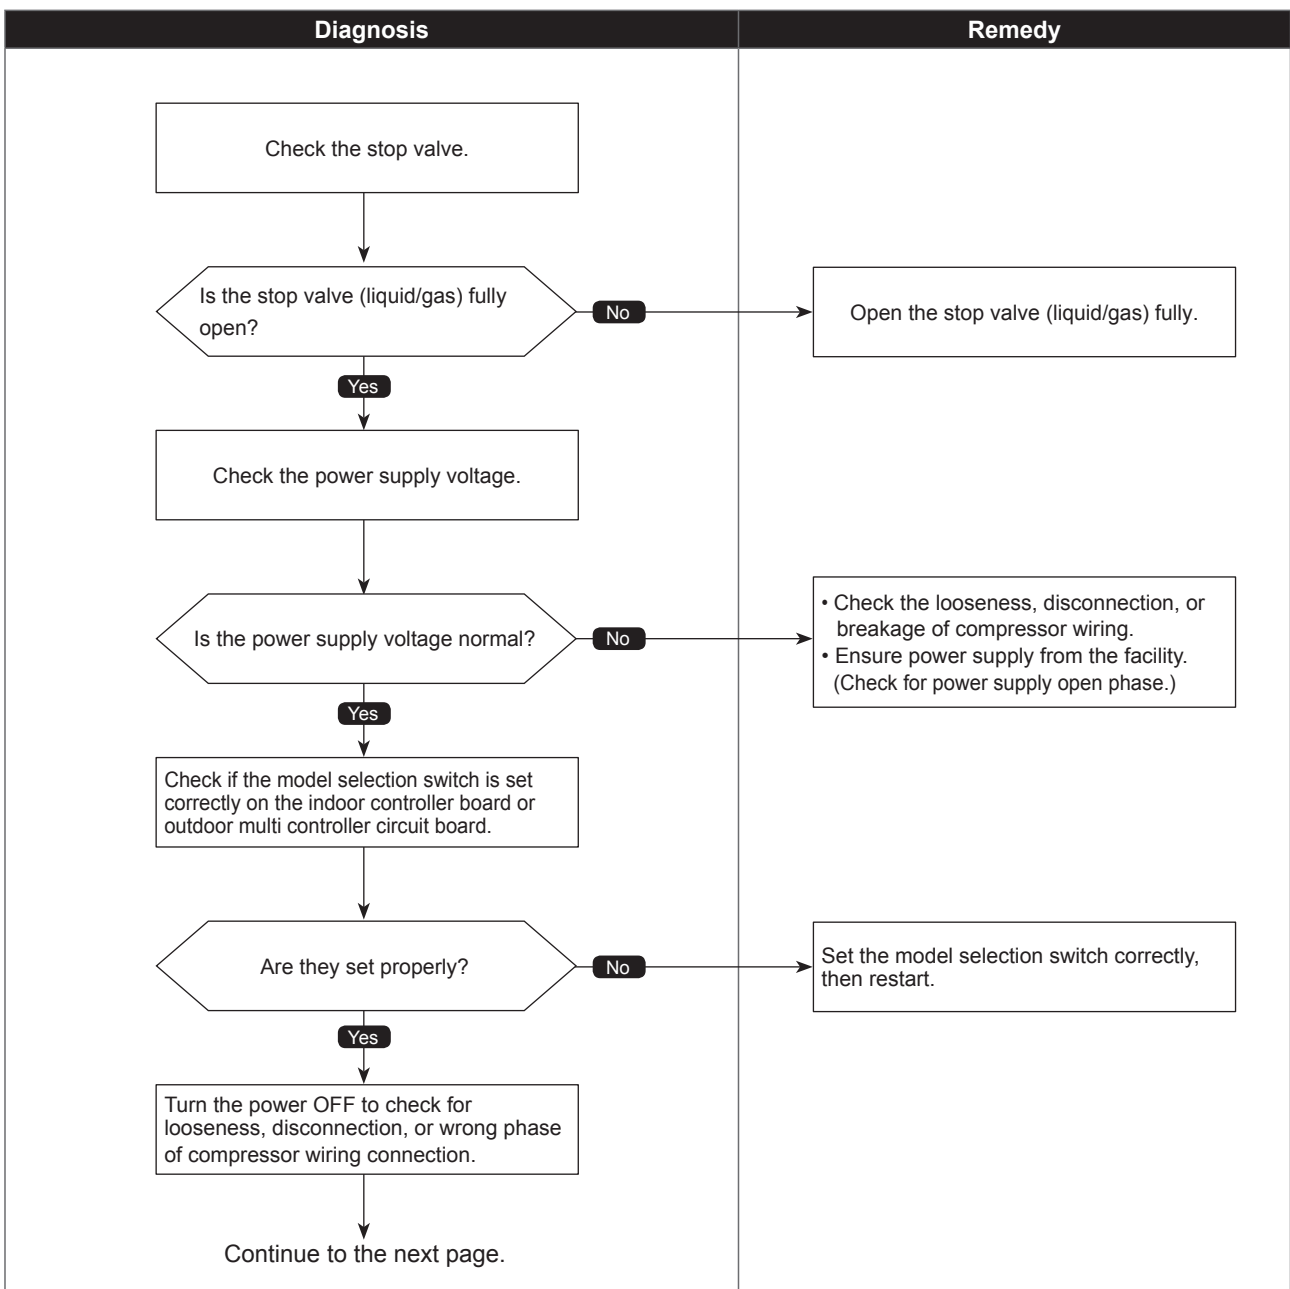 Diagnosis
Remedy
Check the stop valve.
Is the stop valve (liquid/gas) fully
open?
No
Open the stop valve (liquid/gas) fully.
Yes
Check the power supply voltage.
Is the power supply voltage normal?
No
• Check the looseness, disconnection, or
breakage of compressor wiring.
• Ensure power supply from the facility.
(Check for power supply open phase.)
Yes
Check if the model selection switch is set
correctly on the indoor controller board or
outdoor multi controller circuit board.
Are they set properly?
No
Set the model selection switch correctly,
then restart.
Yes
Turn the power OFF to check for
looseness, disconnection, or wrong phase
of compressor wiring connection.
Continue to the next page.